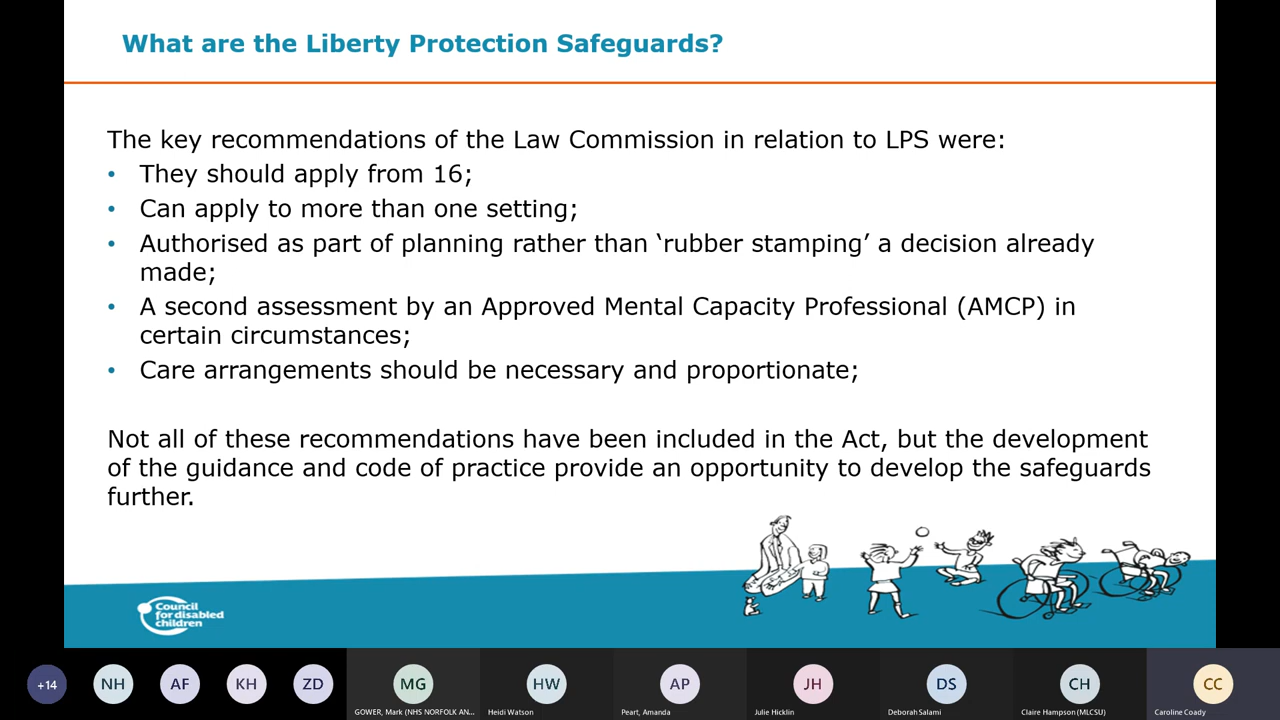 What are the Liberty Protection Safeguards?
The key recommendations of the Law Commission in relation to LPS were:
• They should apply from 16;
• Can apply to more than one setting;
• Authorised as part of planning rather than ‘rubber stamping’ a decision already
made;
• A second assessment by an Approved Mental Capacity Professional (AMCP) in
certain circumstances;
• Care arrangements should be necessary and proportionate;
Not all of these recommendations have been included in the Act, but the development
of the guidance and code of practice provide an opportunity to develop the safeguards
further.
Council
for disabled
children
+14
NH
AF
KH
ZD
MG
HW
AP
JH
DS
CH
CC
GOWER, Mark (NHS NORFOLK AN...
Heidi Watson
Peart, Amanda
Julie Hicklin
Deborah Salami
Claire Hampson (MLCSU)
Caroline Coady